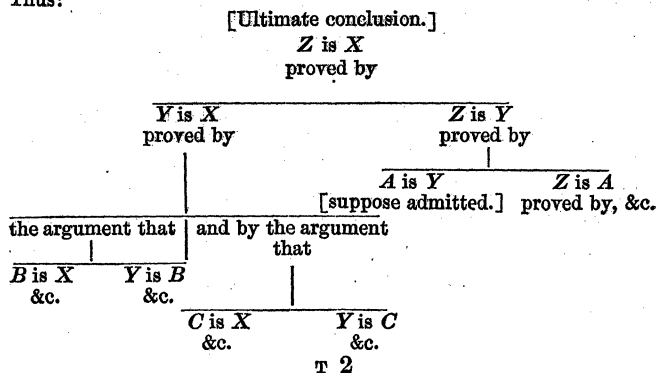 Thus:
[Ultimate conclusion.]
Z is X
proved by
Y is X Z is Y
proved by proved by
A is Y Z is A
[suppose admitted.] proved by, &c.
the argument that and by the argument
that
B is X Y is B
&c. &c.
C is X Y is C
&c. &c.
T 2